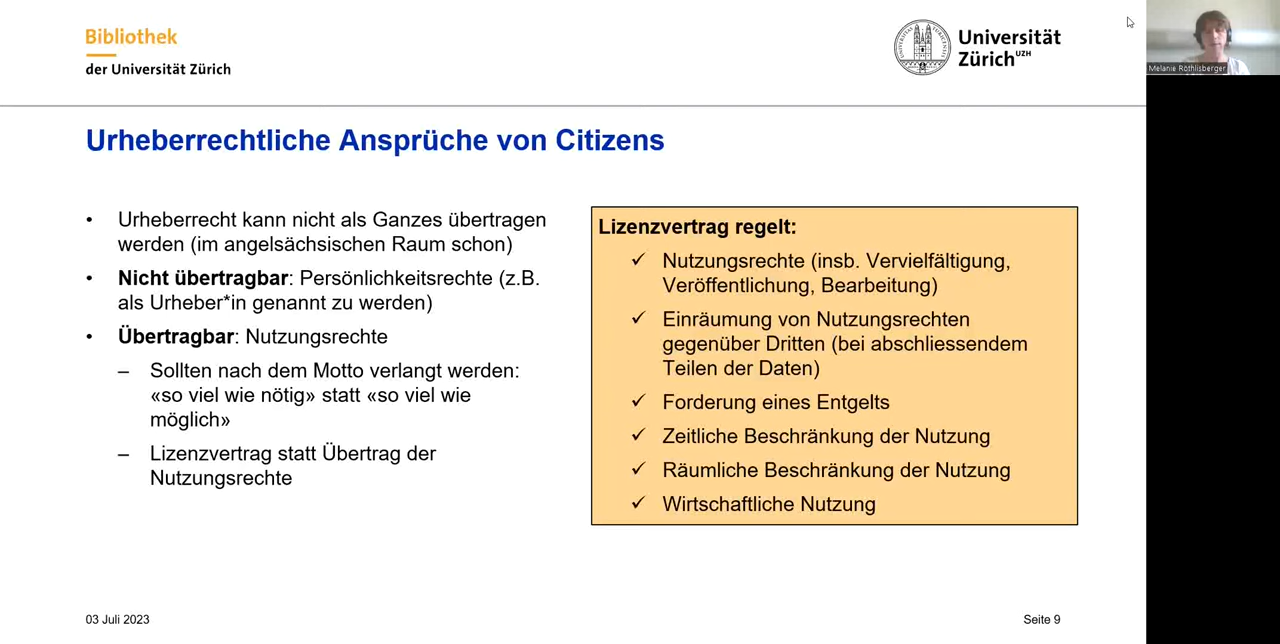 Bibliothek
der Universität Zürich
Universität
Zürich UZH
Melanie Röthlisberger
Urheberrechtliche Ansprüche von Citizens
• Urheberrecht kann nicht als Ganzes übertragen
werden (im angelsächsischen Raum schon)
• Nicht übertragbar: Persönlichkeitsrechte (z.B.
als Urheber*in genannt zu werden)
• Übertragbar: Nutzungsrechte
– Sollten nach dem Motto verlangt werden:
«so viel wie nötig» statt «so viel wie
möglich»
– Lizenzvertrag statt Übertrag der
Nutzungsrechte
Lizenzvertrag regelt:
✓ Nutzungsrechte (insb. Vervielfältigung,
Veröffentlichung, Bearbeitung)
✓ Einräumung von Nutzungsrechten
gegenüber Dritten (bei abschliessendem
Teilen der Daten)
✓ Forderung eines Entgelts
✓ Zeitliche Beschränkung der Nutzung
✓ Räumliche Beschränkung der Nutzung
✓ Wirtschaftliche Nutzung
03 Juli 2023
Seite 9